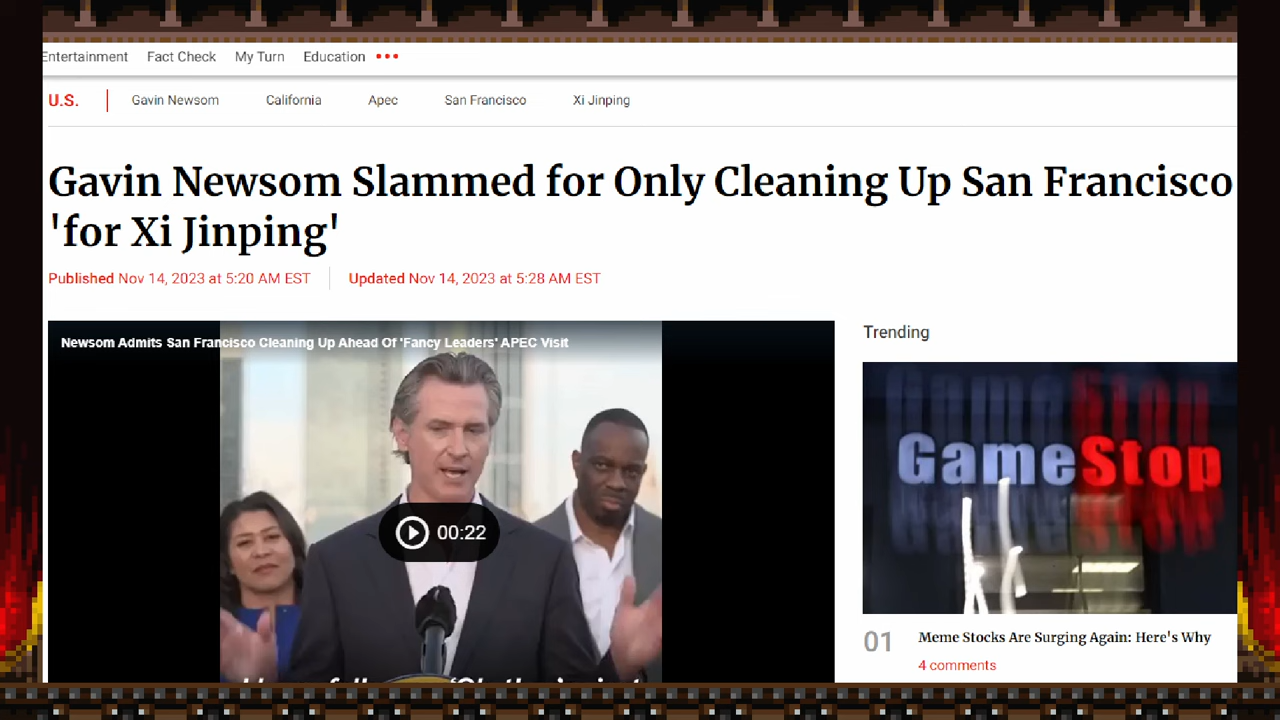 Entertainment Fact Check My Turn Education •••
U.S. Gavin Newsom California Apec San Francisco Xi Jinping
Gavin Newsom Slammed for Only Cleaning Up San Francisco
'for Xi Jinping'
Published Nov 14, 2023 at 5:20 AM EST Updated Nov 14, 2023 at 5:28 AM EST
Newsom Admits San Francisco Cleaning Up Ahead Of 'Fancy Leaders' APEC Visit
00:22
Trending
GameStop
01 Meme Stocks Are Surging Again: Here's Why
4 comments